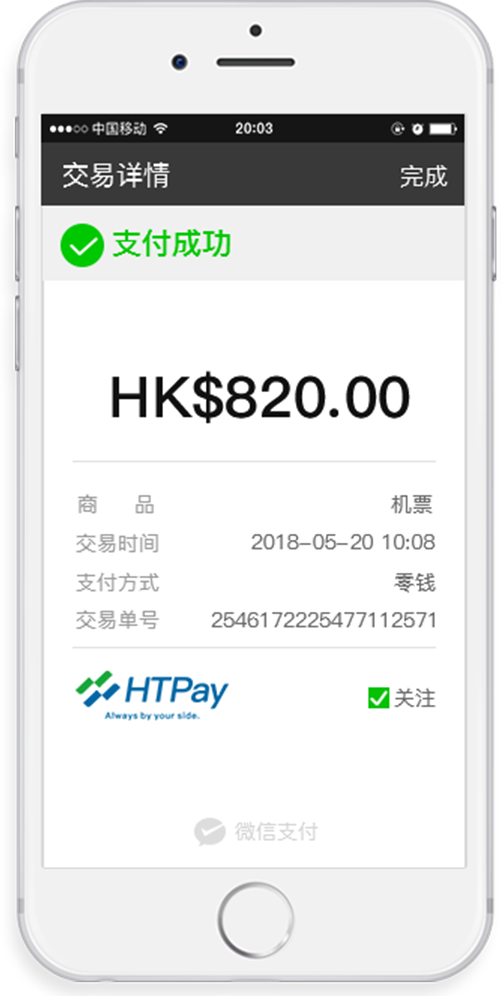 中国移动 20:03
交易详情 完成
支付成功
HK$820.00
商 品 机票
交易时间 2018-05-20 10:08
支付方式 零钱
交易单号 2546172225477112571
HTPay 关注
Always by your side.
微信支付